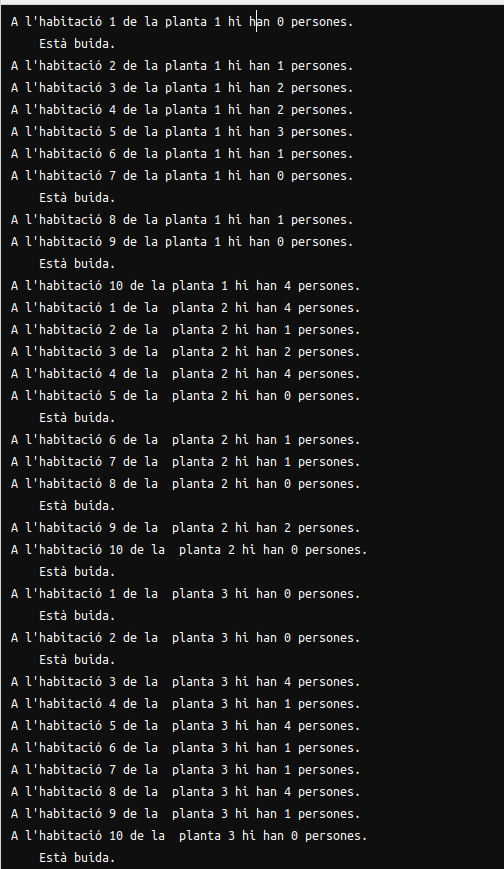 A l'habitació 1 de la planta 1 hi han 0 persones.
Està buida.
A l'habitació 2 de la planta 1 hi han 1 persones.
A l'habitació 3 de la planta 1 hi han 2 persones.
A l'habitació 4 de la planta 1 hi han 2 persones.
A l'habitació 5 de la planta 1 hi han 3 persones.
A l'habitació 6 de la planta 1 hi han 1 persones.
A l'habitació 7 de la planta 1 hi han 0 persones.
Està buida.
A l'habitació 8 de la planta 1 hi han 1 persones.
A l'habitació 9 de la planta 1 hi han 0 persones.
Està buida.
A l'habitació 10 de la planta 1 hi han 4 persones.
A l'habitació 1 de la  planta 2 hi han 4 persones.
A l'habitació 2 de la  planta 2 hi han 1 persones.
A l'habitació 3 de la  planta 2 hi han 2 persones.
A l'habitació 4 de la  planta 2 hi han 4 persones.
A l'habitació 5 de la  planta 2 hi han 0 persones.
Està buida.
A l'habitació 6 de la  planta 2 hi han 1 persones.
A l'habitació 7 de la  planta 2 hi han 1 persones.
A l'habitació 8 de la  planta 2 hi han 0 persones.
Està buida.
A l'habitació 9 de la  planta 2 hi han 2 persones.
A l'habitació 10 de la  planta 2 hi han 0 persones.
Està buida.
A l'habitació 1 de la  planta 3 hi han 0 persones.
Està buida.
A l'habitació 2 de la  planta 3 hi han 0 persones.
Està buida.
A l'habitació 3 de la  planta 3 hi han 4 persones.
A l'habitació 4 de la  planta 3 hi han 1 persones.
A l'habitació 5 de la  planta 3 hi han 4 persones.
A l'habitació 6 de la  planta 3 hi han 1 persones.
A l'habitació 7 de la  planta 3 hi han 1 persones.
A l'habitació 8 de la  planta 3 hi han 4 persones.
A l'habitació 9 de la  planta 3 hi han 1 persones.
A l'habitació 10 de la  planta 3 hi han 0 persones.
Està buida.